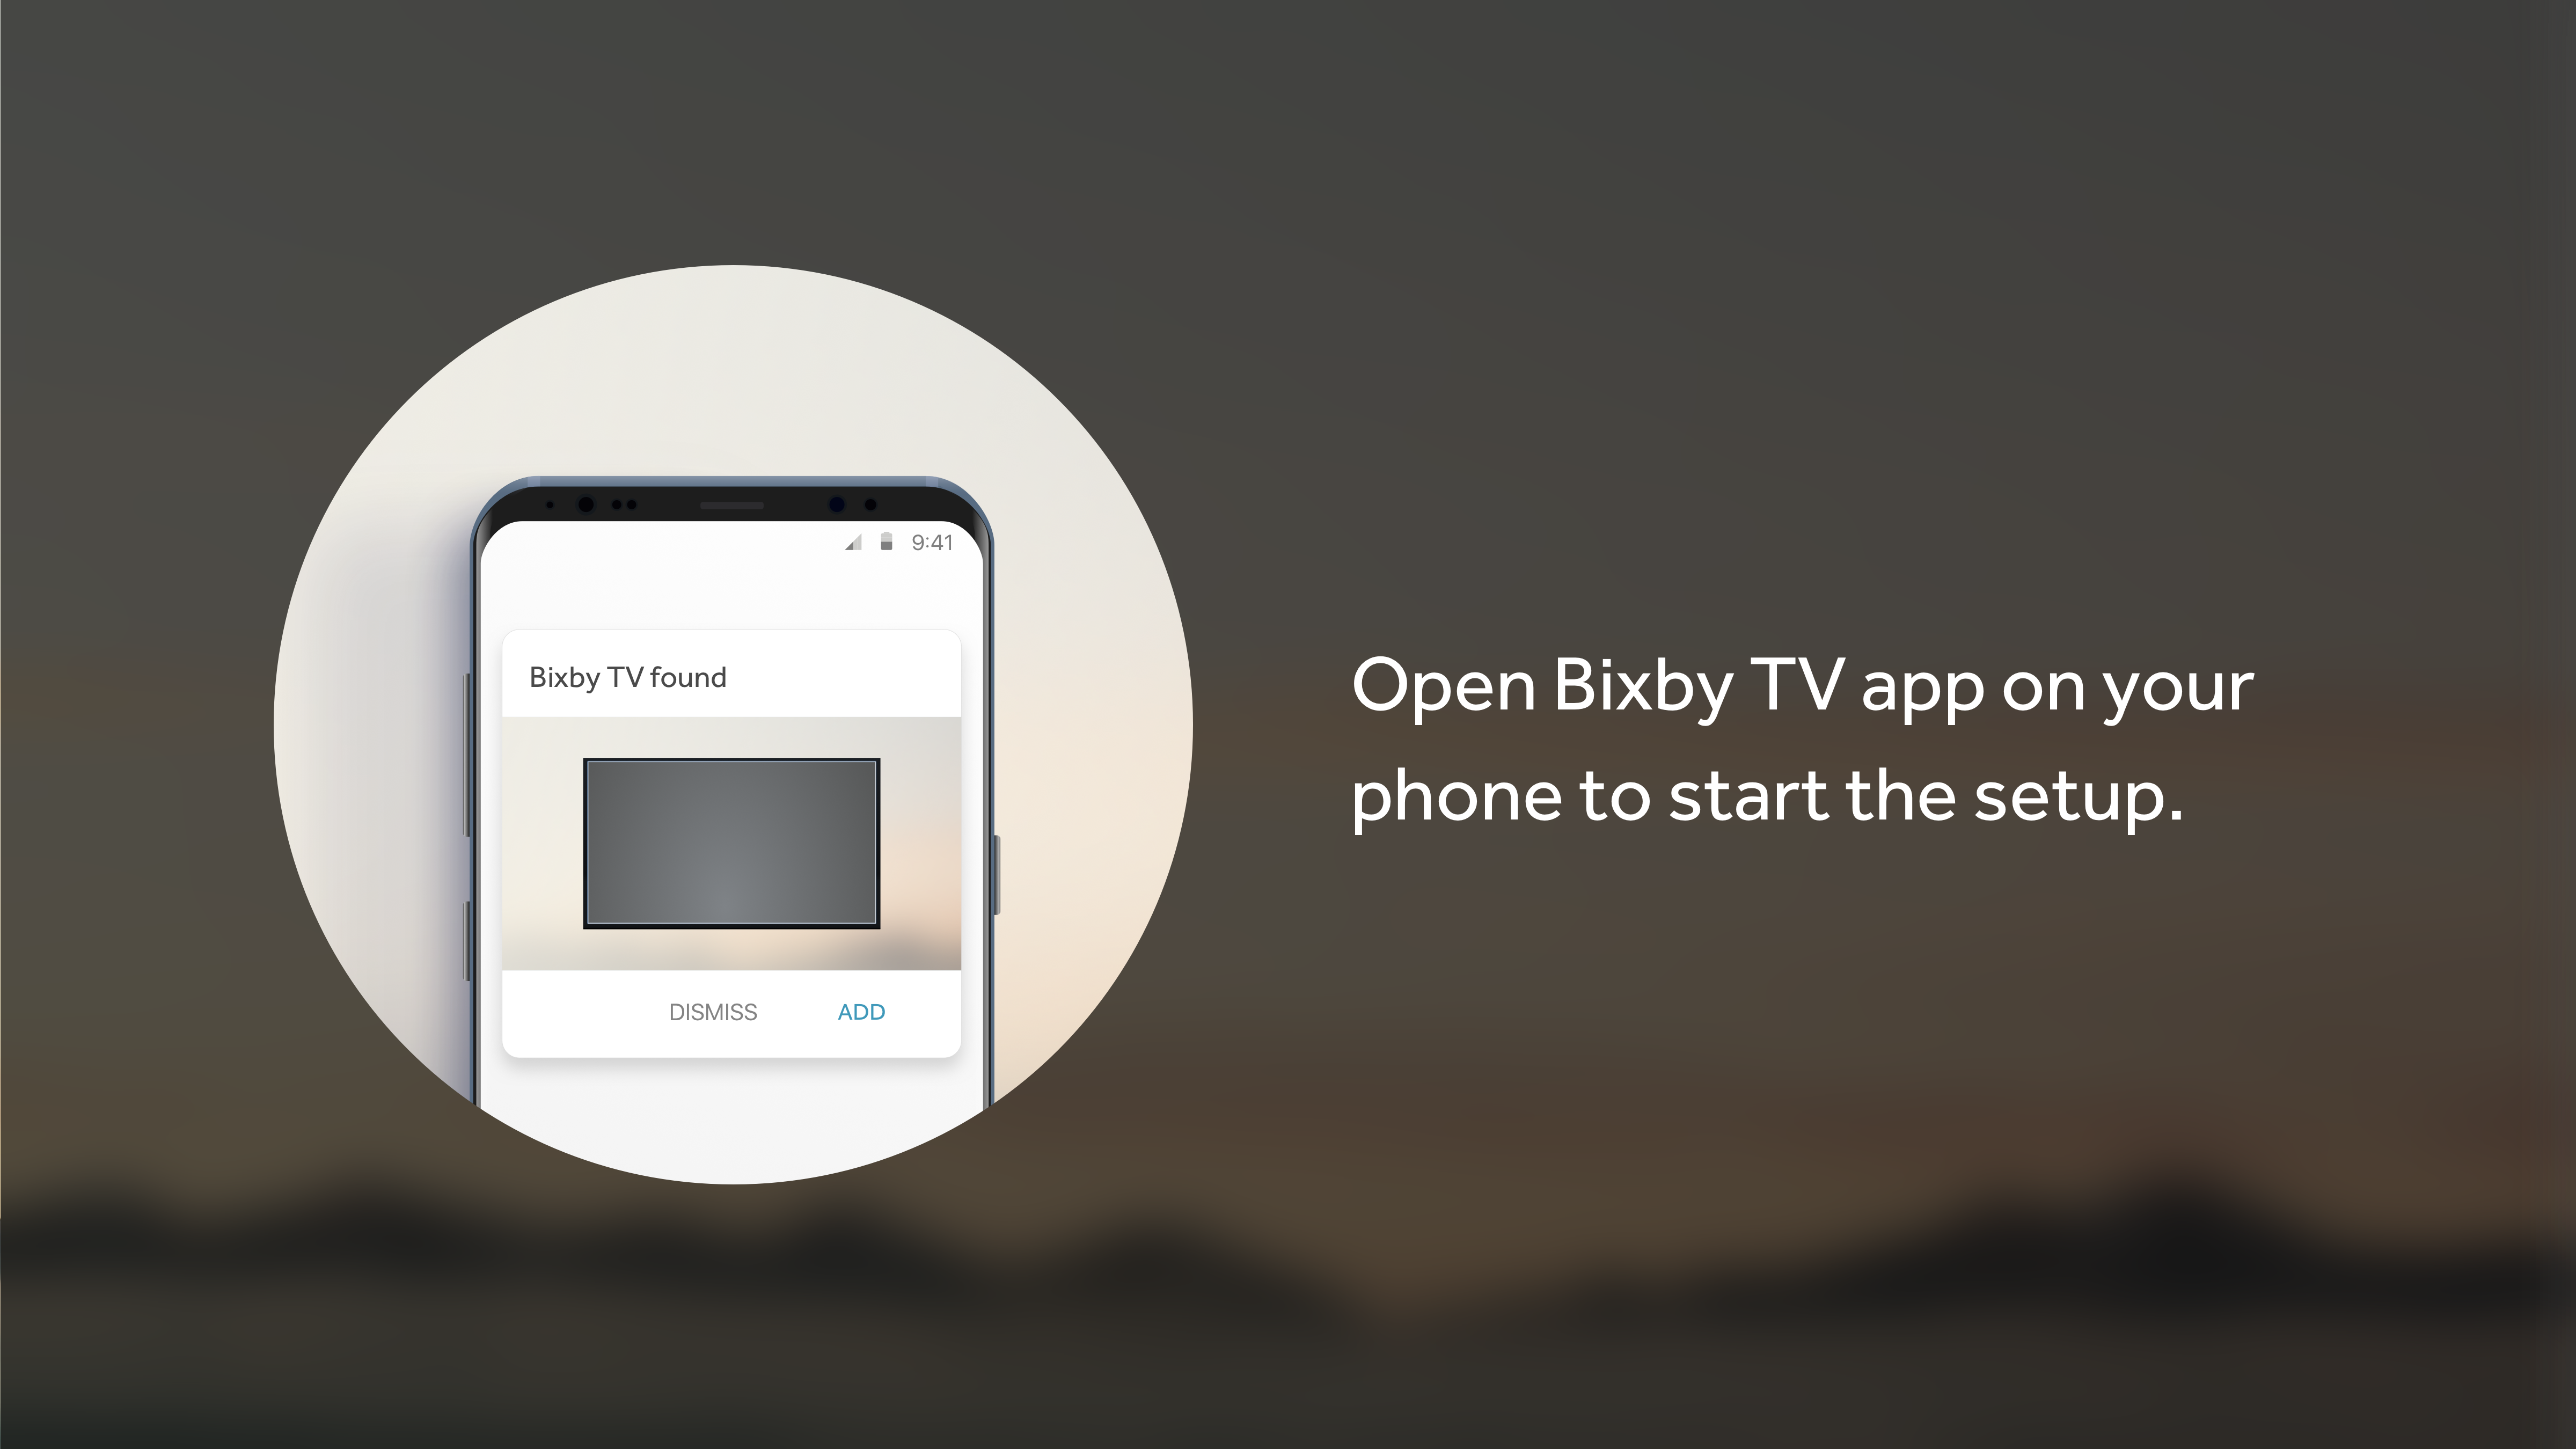 9:41
Bixby TV found
DISMISS ADD
Open Bixby TV app on your
phone to start the setup.